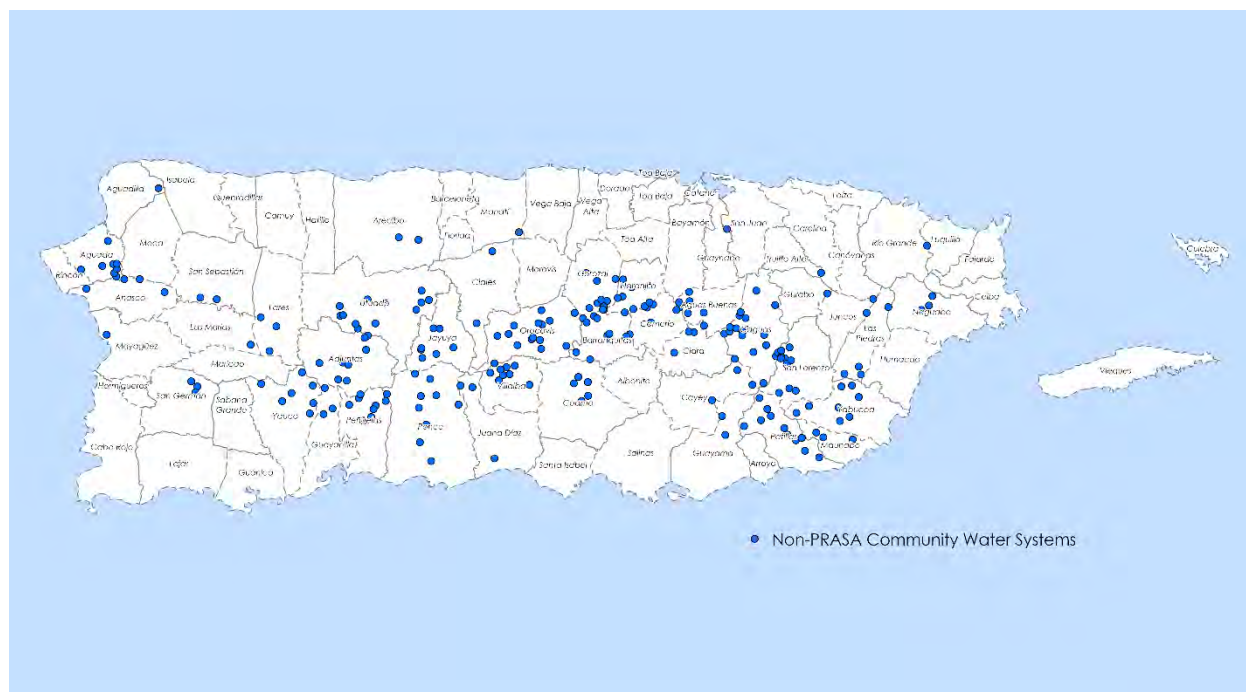 Isabela
Aguadilla
Quebradillas
Camuy
Hatillo
Arecibo
Barceloneta
Manatí
Vega Baja
Vega
Alta
Dorado
Toa Baja
Toa Baja
Cataño
San Juan
Loíza
Carolina
Bayamón
Toa Alta
Guaynabo
Trujillo Alto
Canóvanas
Río Grande
Luquillo
Fajardo
Ceiba
Culebra
Florida
Moca
Aguada
Rincón
San Sebastián
Añasco
Lares
Utuado
Ciales
Morovis
Corozal
Naranjito
Aguas Buenas
Gurabo
Juncos
Las
Piedras
Naguabo
Las Marías
Mayagüez
Maricao
Adjuntas
Jayuya
Orocovis
Barranquitas
Comerío
Cidra
Caguas
San Lorenzo
Humacao
Vieques
Hormigueros
San Germán
Sabana
Grande
Yauco
Guayanilla
Peñuelas
Ponce
Villalba
Juana Díaz
Coamo
Aibonito
Cayey
Yabucoa
Patillas
Maunabo
Cabo Rojo
Lajas
Guánica
Santa Isabel
Salinas
Guayama
Arroyo
Non-PRASA Community Water Systems